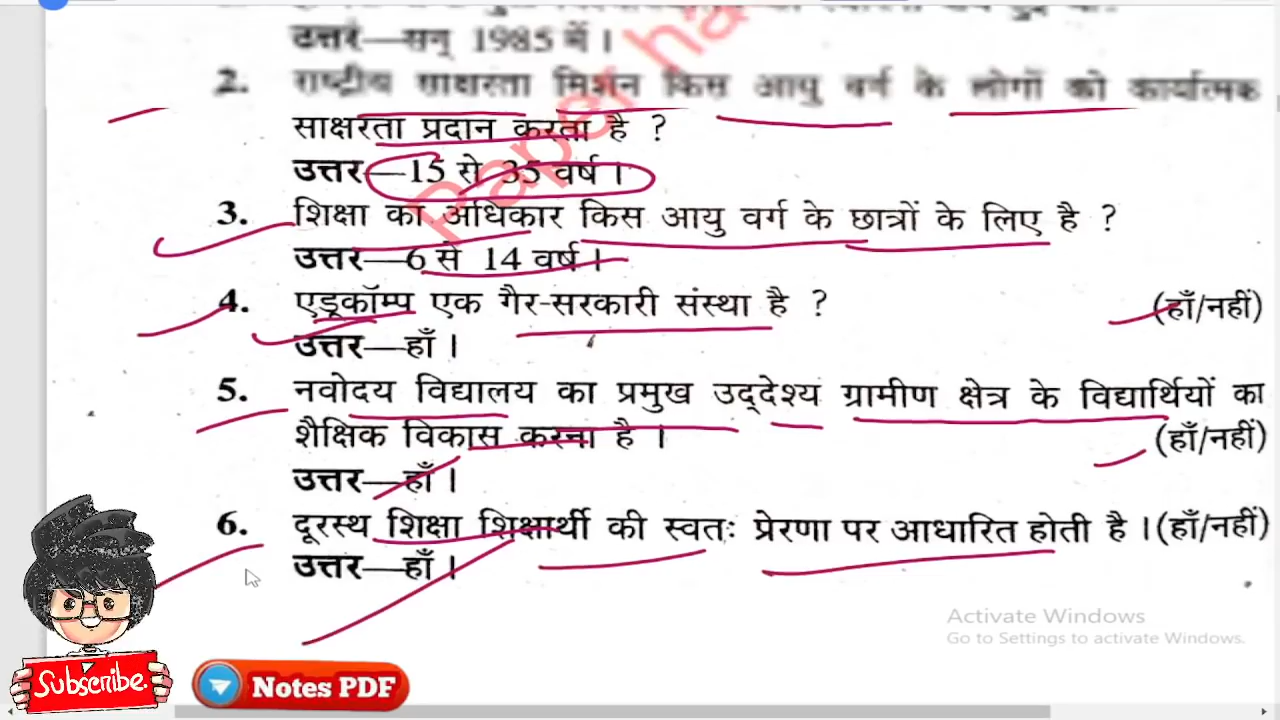 उत्तर—सन् 1985 में।
2. राष्ट्रीय साक्षरता मिशन किस आयु वर्ग के लोगों को कार्यात्मक
साक्षरता प्रदान करता है ?
उत्तर—15 से 35 वर्ष।
3. शिक्षा का अधिकार किस आयु वर्ग के छात्रों के लिए है ?
उत्तर—6 से 14 वर्ष।
4. एडूकॉम्प एक गैर-सरकारी संस्था है ? (हाँ/नहीं)
उत्तर—हाँ।
5. नवोदय विद्यालय का प्रमुख उद्देश्य ग्रामीण क्षेत्र के विद्यार्थियों का
शैक्षिक विकास करना है । (हाँ/नहीं)
उत्तर—हाँ।
6. दूरस्थ शिक्षा शिक्षार्थी की स्वतः प्रेरणा पर आधारित होती है ।(हाँ/नहीं)
उत्तर—हाँ।
Paper ha
Activate Windows
Go to Settings to activate Windows.
Subscribe.
Notes PDF